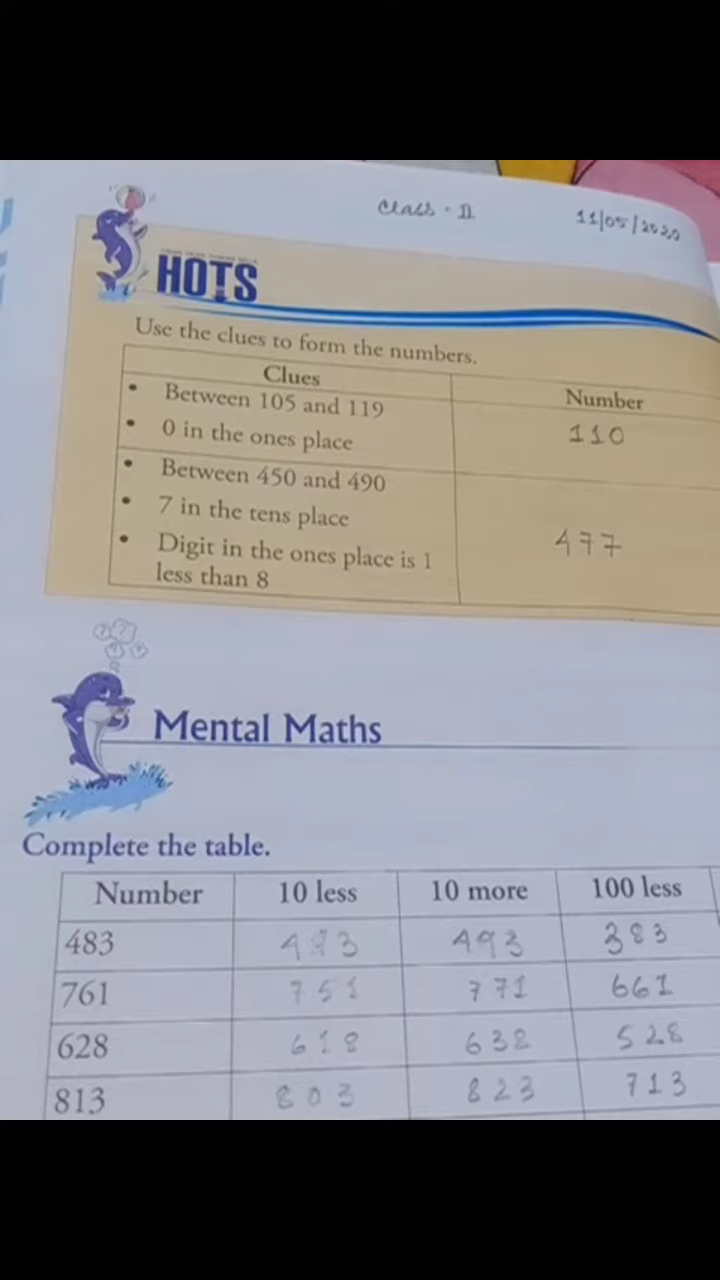 Class - II 11/05/2020
HOTS
Use the clues to form the numbers.
Clues Number
• Between 105 and 119
• 0 in the ones place 110
• Between 450 and 490
• 7 in the tens place
• Digit in the ones place is 1 477
less than 8
Mental Maths
Complete the table.
Number 10 less 10 more 100 less
483 473 493 383
761 751 771 661
628 618 638 528
813 803 823 713